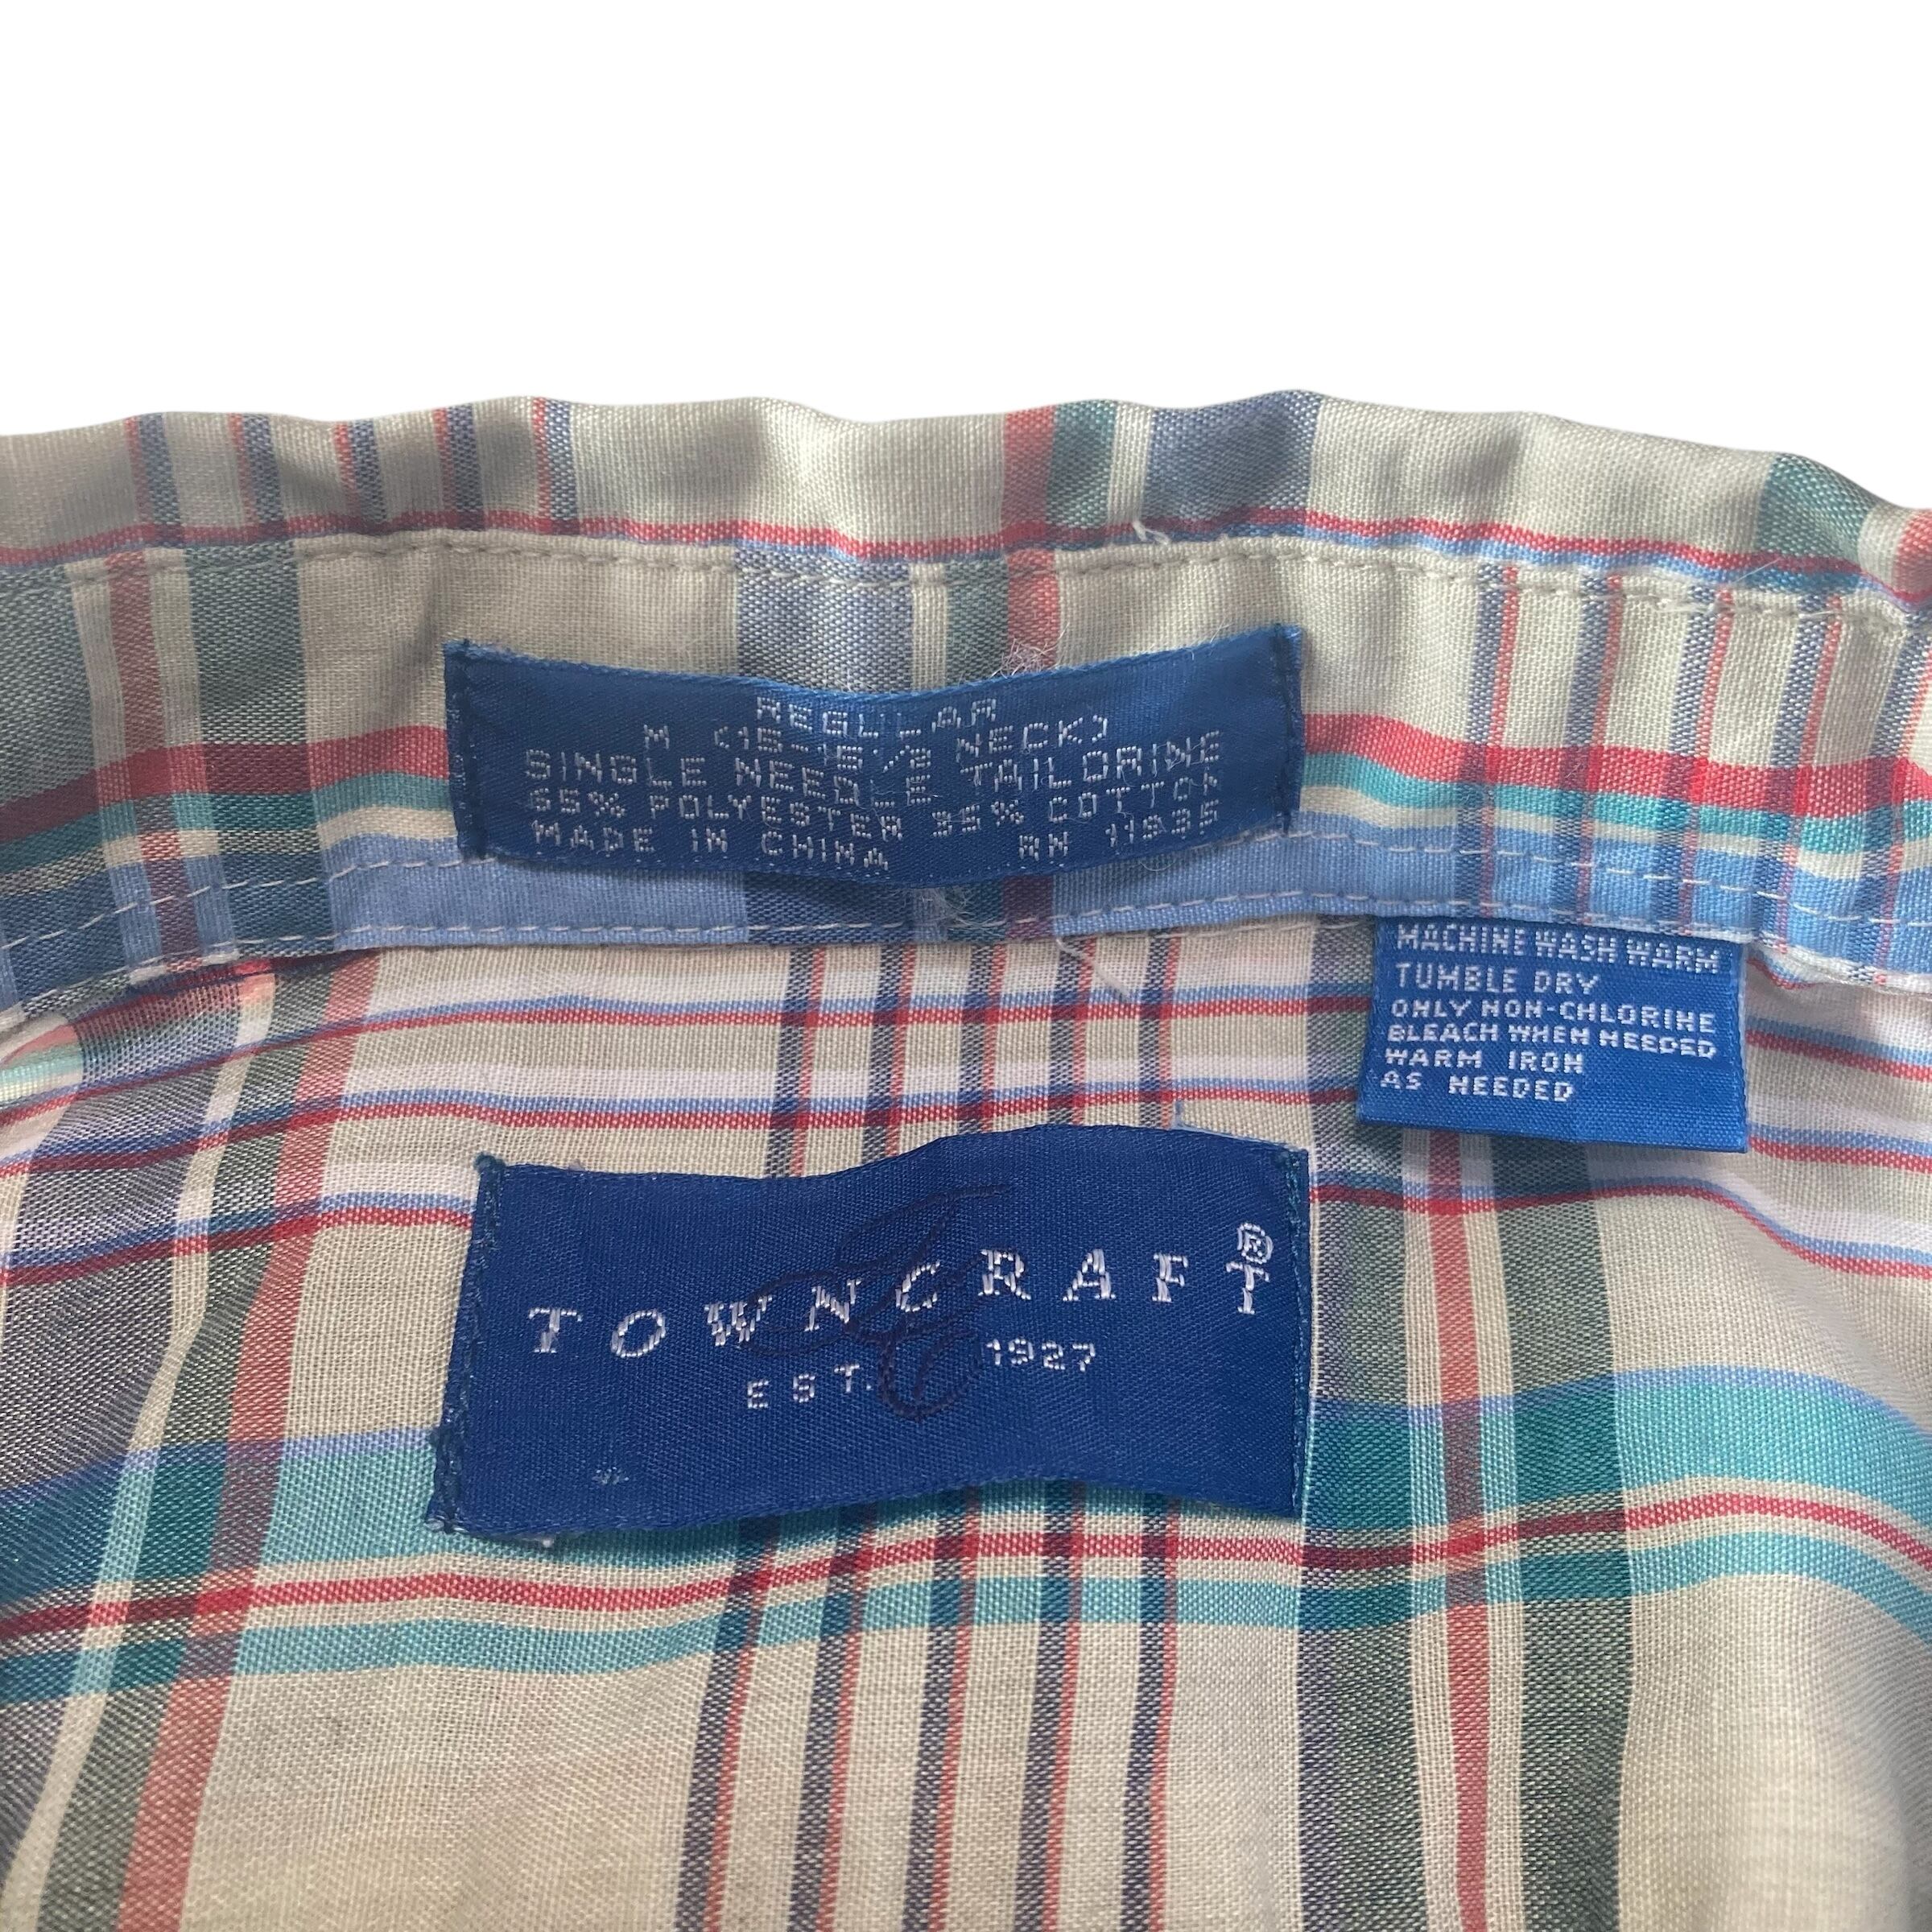 REGULAR
M (15-15 1/2 NECK)
SINGLE NEEDLE TAILORING
65% POLYESTER 35% COTTON
MADE IN CHINA RN 11935
MACHINE WASH WARM
TUMBLE DRY
ONLY NON-CHLORINE
BLEACH WHEN NEEDED
WARM IRON
AS NEEDED
TOWNCRAFT®
EST. 1927